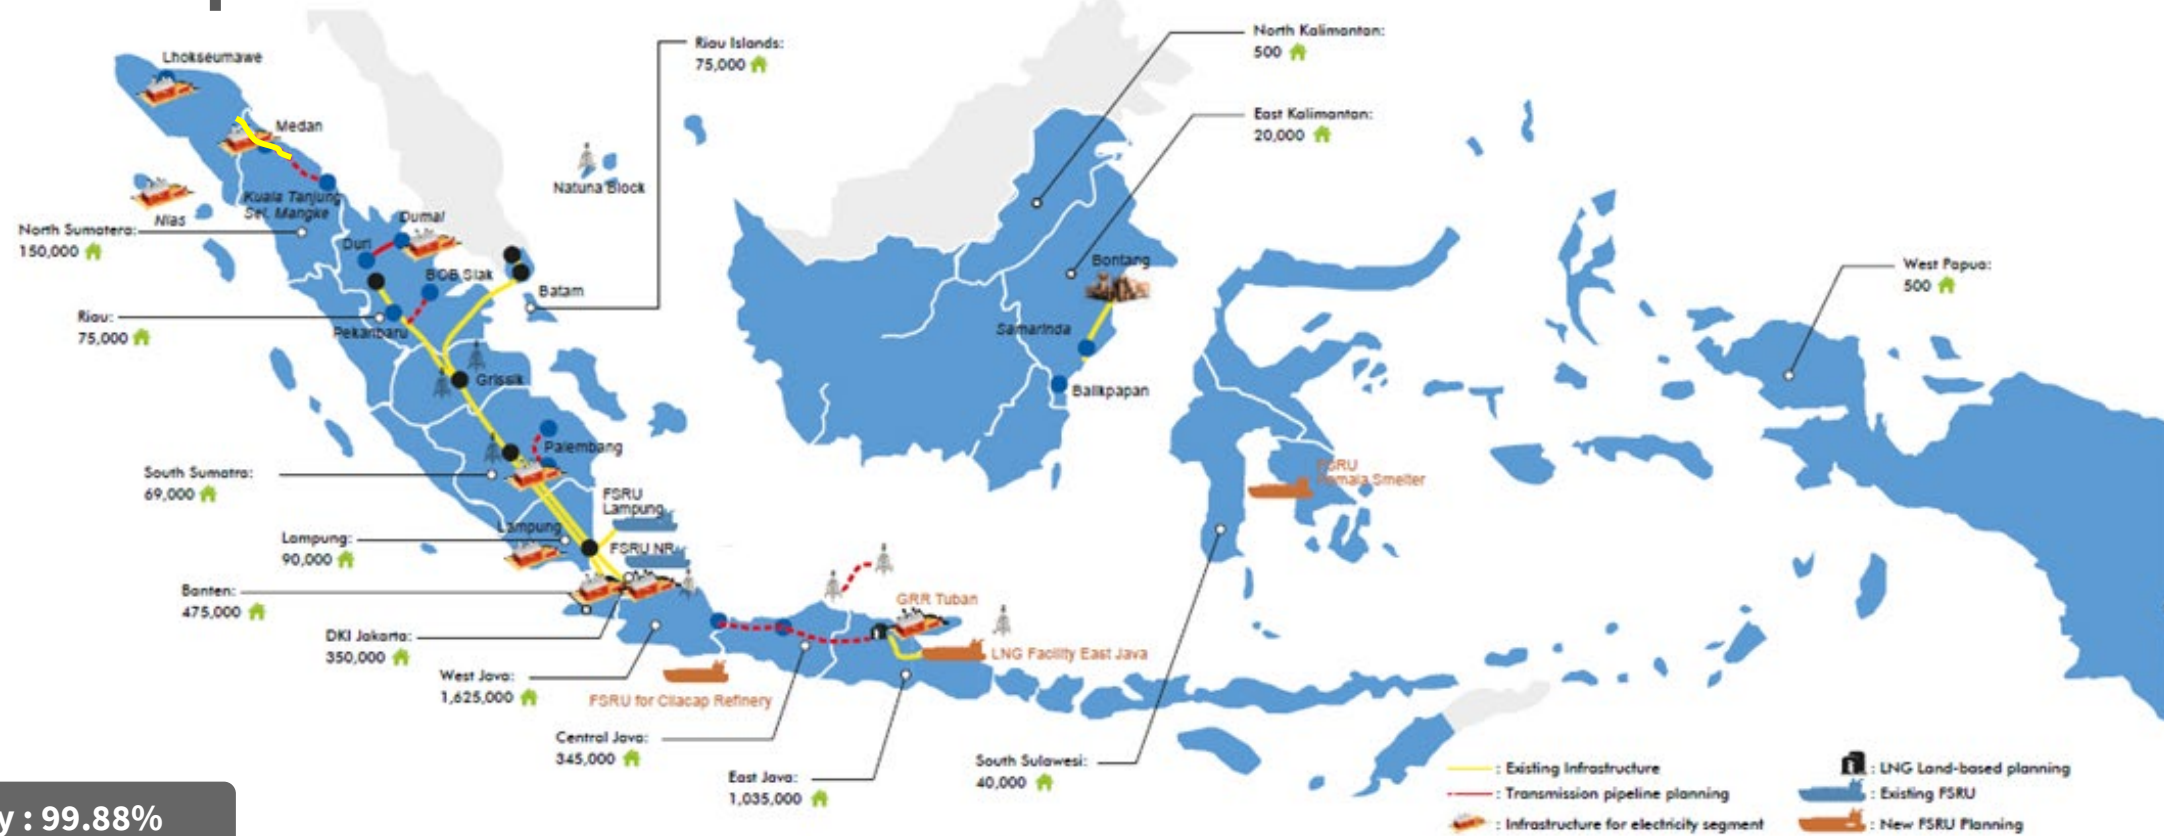 Lhokseumawe
Medan
Nias
Kuala Tanjung
Sei. Mangke
North Sumatera:
150,000
Dumai
Duri
BOB Siak
Batam
Riau:
75,000
Pekanbaru
Riau Islands:
75,000
Natuna Block
Grissik
Palembang
South Sumatra:
69,000
FSRU
Lampung
Lampung
FSRU NR
Lampung:
90,000
Banten:
475,000
DKI Jakarta:
350,000
West Java:
1,625,000
FSRU for Cilacap Refinery
Central Java:
345,000
East Java:
1,035,000
GRR Tuban
LNG Facility East Java
South Sulawesi:
40,000
North Kalimantan:
500
East Kalimantan:
20,000
Bontang
Samarinda
Balikpapan
FSRU
Pomala Smelter
West Papua:
500
: Existing Infrastructure
: Transmission pipeline planning
: Infrastructure for electricity segment
: LNG Land-based planning
: Existing FSRU
: New FSRU Planning
y : 99.88%